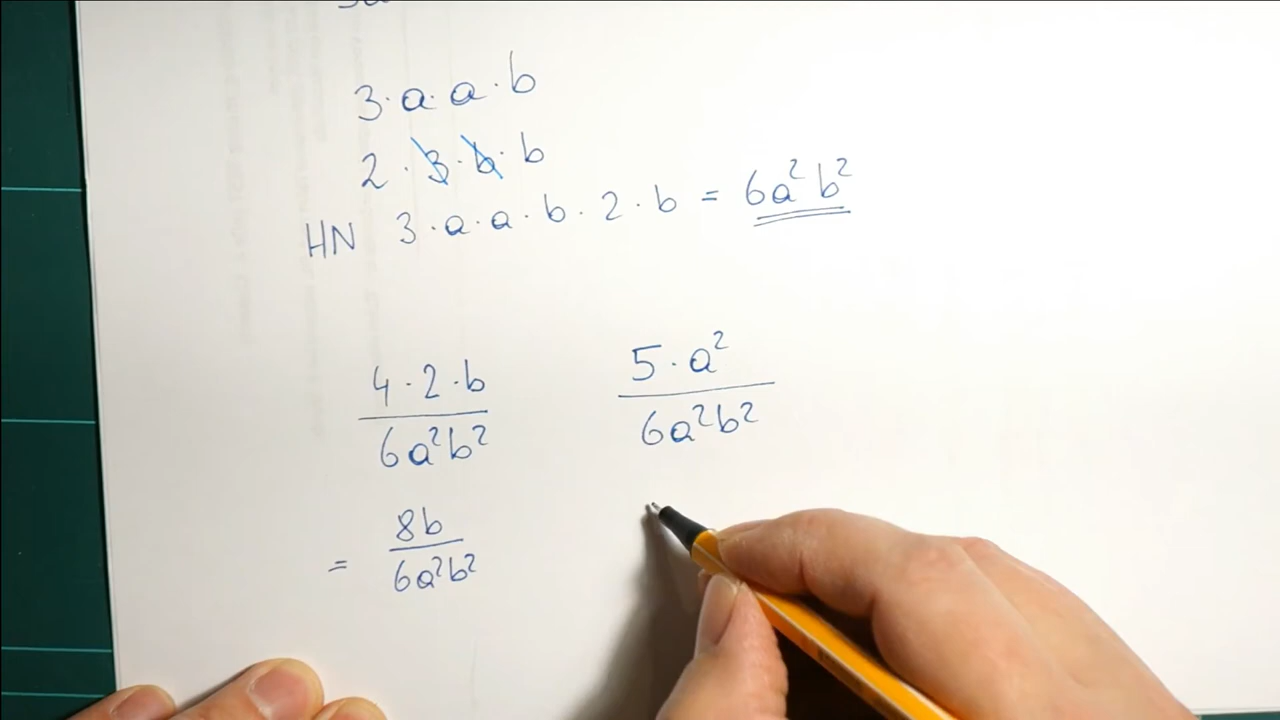 3·a·a·b
2·3·b·b
HN 3·a·a·b·2·b = 6a²b²
4·2·b
6a²b²
5·a²
6a²b²
= 8b
6a²b²